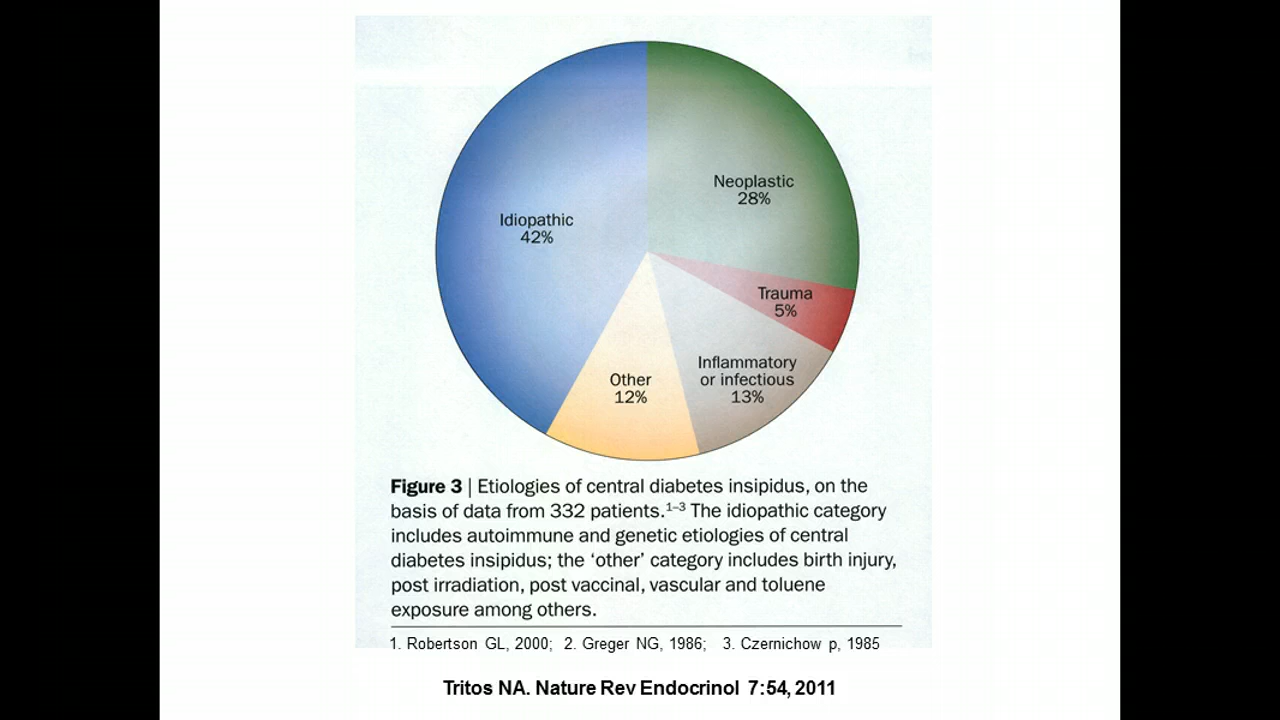 Neoplastic
28%
Idiopathic
42%
Trauma
5%
Inflammatory
or infectious
13%
Other
12%
Figure 3 | Etiologies of central diabetes insipidus, on the
basis of data from 332 patients.¹⁻³ The idiopathic category
includes autoimmune and genetic etiologies of central
diabetes insipidus; the ‘other’ category includes birth injury,
post irradiation, post vaccinal, vascular and toluene
exposure among others.
1. Robertson GL, 2000; 2. Greger NG, 1986; 3. Czernichow p, 1985
Tritos NA. Nature Rev Endocrinol 7:54, 2011